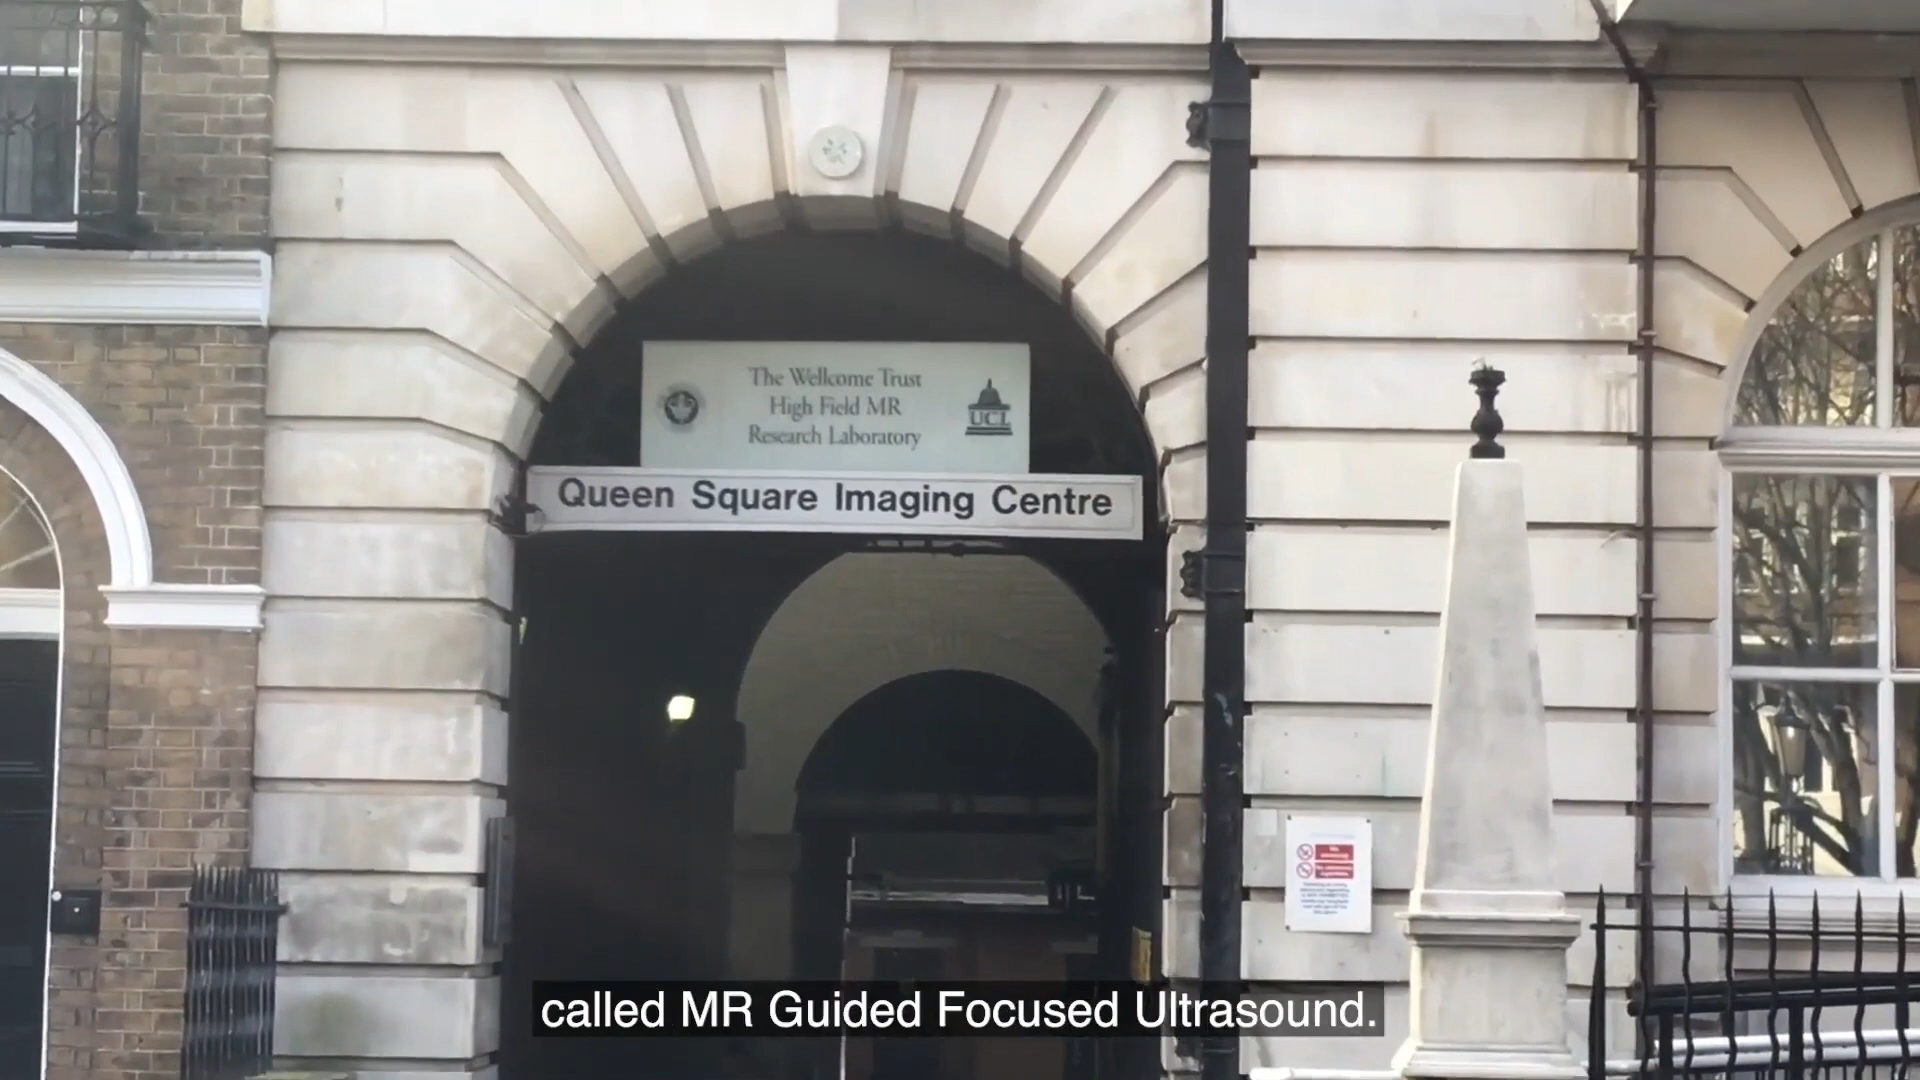 The Wellcome Trust
High Field MR
Research Laboratory
UCL
Queen Square Imaging Centre
called MR Guided Focused Ultrasound.